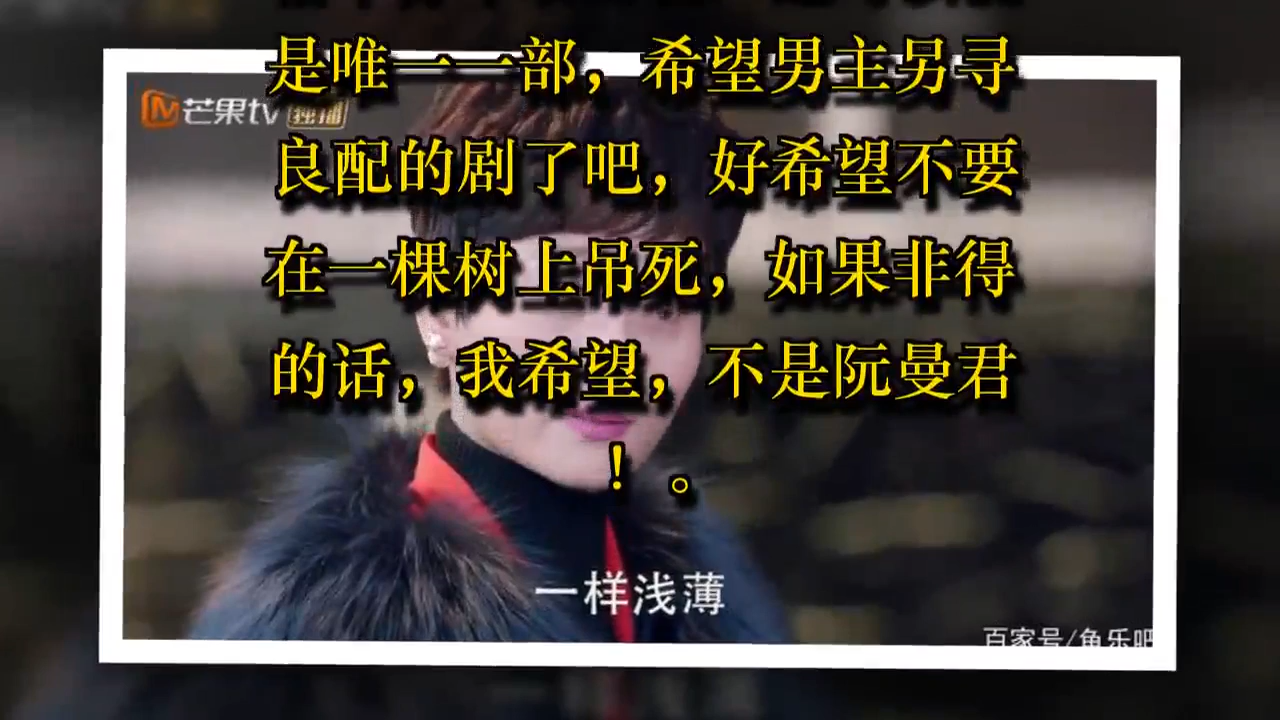 是唯一一部，希望男主另寻
芒果tv 独播
良配的剧了吧，好希望不要
在一棵树上吊死，如果非得
的话，我希望，不是阮曼君
！。
一样浅薄
百家号/鱼乐吧